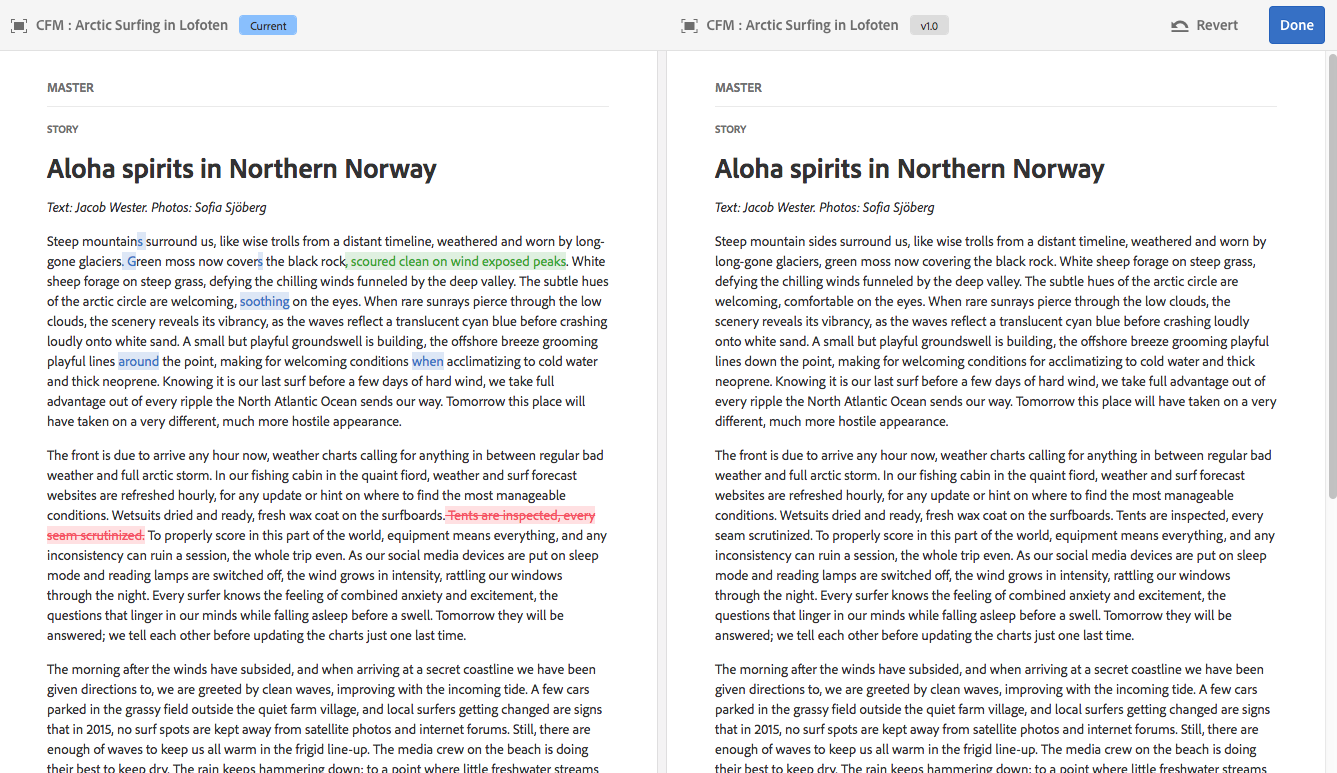 CFM : Arctic Surfing in Lofoten Current
CFM : Arctic Surfing in Lofoten v1.0 Revert Done
MASTER
STORY
Aloha spirits in Northern Norway
Text: Jacob Wester. Photos: Sofia Sjöberg
Steep mountains surround us, like wise trolls from a distant timeline, weathered and worn by long-
gone glaciers. Green moss now covers the black rock, scoured clean on wind exposed peaks. White
sheep forage on steep grass, defying the chilling winds funneled by the deep valley. The subtle hues
of the arctic circle are welcoming, soothing on the eyes. When rare sunrays pierce through the low
clouds, the scenery reveals its vibrancy, as the waves reflect a translucent cyan blue before crashing
loudly onto white sand. A small but playful groundswell is building, the offshore breeze grooming
playful lines around the point, making for welcoming conditions when acclimatizing to cold water
and thick neoprene. Knowing it is our last surf before a few days of hard wind, we take full
advantage out of every ripple the North Atlantic Ocean sends our way. Tomorrow this place will
have taken on a very different, much more hostile appearance.
The front is due to arrive any hour now, weather charts calling for anything in between regular bad
weather and full arctic storm. In our fishing cabin in the quaint fiord, weather and surf forecast
websites are refreshed hourly, for any update or hint on where to find the most manageable
conditions. Wetsuits dried and ready, fresh wax coat on the surfboards. Tents are inspected, every
seam scrutinized. To properly score in this part of the world, equipment means everything, and any
inconsistency can ruin a session, the whole trip even. As our social media devices are put on sleep
mode and reading lamps are switched off, the wind grows in intensity, rattling our windows
through the night. Every surfer knows the feeling of combined anxiety and excitement, the
questions that linger in our minds while falling asleep before a swell. Tomorrow they will be
answered; we tell each other before updating the charts just one last time.
The morning after the winds have subsided, and when arriving at a secret coastline we have been
given directions to, we are greeted by clean waves, improving with the incoming tide. A few cars
parked in the grassy field outside the quiet farm village, and local surfers getting changed are signs
that in 2015, no surf spots are kept away from satellite photos and internet forums. Still, there are
enough of waves to keep us all warm in the frigid line-up. The media crew on the beach is doing
their best to keep dry. The rain keeps hammering down; to a point where little freshwater streams
MASTER
STORY
Aloha spirits in Northern Norway
Text: Jacob Wester. Photos: Sofia Sjöberg
Steep mountain sides surround us, like wise trolls from a distant timeline, weathered and worn by
long-gone glaciers, green moss now covering the black rock. White sheep forage on steep grass,
defying the chilling winds funneled by the deep valley. The subtle hues of the arctic circle are
welcoming, comfortable on the eyes. When rare sunrays pierce through the low clouds, the
scenery reveals its vibrancy, as the waves reflect a translucent cyan blue before crashing loudly
onto white sand. A small but playful groundswell is building, the offshore breeze grooming playful
lines down the point, making for welcoming conditions for acclimatizing to cold water and thick
neoprene. Knowing it is our last surf before a few days of hard wind, we take full advantage out of
every ripple the North Atlantic Ocean sends our way. Tomorrow this place will have taken on a very
different, much more hostile appearance.
The front is due to arrive any hour now, weather charts calling for anything in between regular bad
weather and full arctic storm. In our fishing cabin in the quaint fiord, weather and surf forecast
websites are refreshed hourly, for any update or hint on where to find the most manageable
conditions. Wetsuits dried and ready, fresh wax coat on the surfboards. Tents are inspected, every
seam scrutinized. To properly score in this part of the world, equipment means everything, and any
inconsistency can ruin a session, the whole trip even. As our social media devices are put on sleep
mode and reading lamps are switched off, the wind grows in intensity, rattling our windows
through the night. Every surfer knows the feeling of combined anxiety and excitement, the
questions that linger in our minds while falling asleep before a swell. Tomorrow they will be
answered; we tell each other before updating the charts just one last time.
The morning after the winds have subsided, and when arriving at a secret coastline we have been
given directions to, we are greeted by clean waves, improving with the incoming tide. A few cars
parked in the grassy field outside the quiet farm village, and local surfers getting changed are signs
that in 2015, no surf spots are kept away from satellite photos and internet forums. Still, there are
enough of waves to keep us all warm in the frigid line-up. The media crew on the beach is doing
their best to keep dry. The rain keeps hammering down; to a point where little freshwater streams